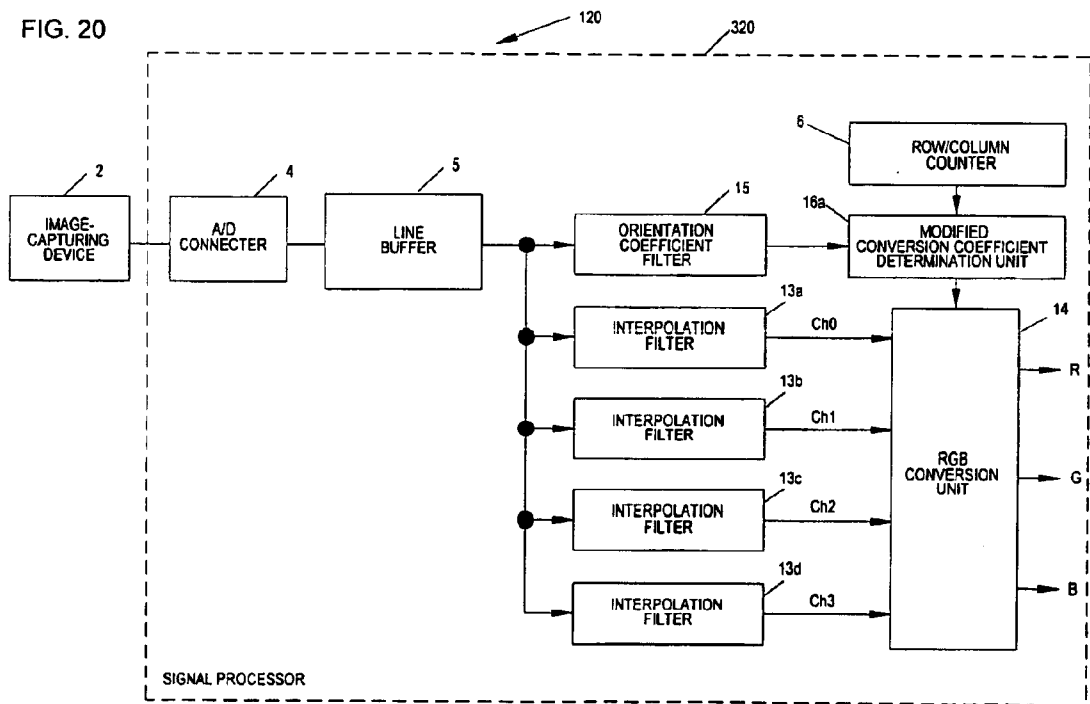 FIG. 20
120
320
6
ROW/COLUMN
COUNTER
2
IMAGE-
CAPTURING
DEVICE
4
A/D
CONNECTER
5
LINE
BUFFER
15
ORIENTATION
COEFFICIENT
FILTER
16a
MODIFIED
CONVERSION COEFFICIENT
DETERMINATION UNIT
13a
INTERPOLATION
FILTER
Ch0
14
RGB
CONVERSION
UNIT
R
G
B
13b
INTERPOLATION
FILTER
Ch1
13c
INTERPOLATION
FILTER
Ch2
13d
INTERPOLATION
FILTER
Ch3
SIGNAL PROCESSOR